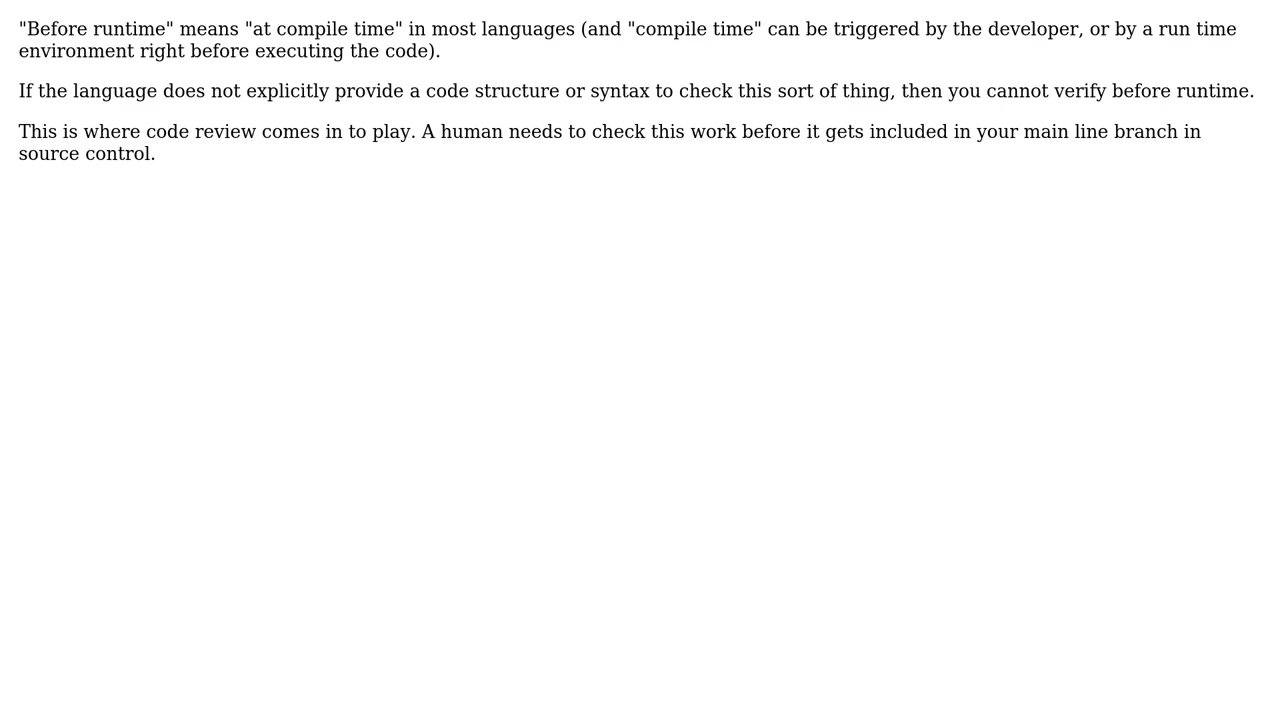 "Before runtime" means "at compile time" in most languages (and "compile time" can be triggered by the developer, or by a run time
environment right before executing the code).
If the language does not explicitly provide a code structure or syntax to check this sort of thing, then you cannot verify before runtime.
This is where code review comes in to play. A human needs to check this work before it gets included in your main line branch in
source control.